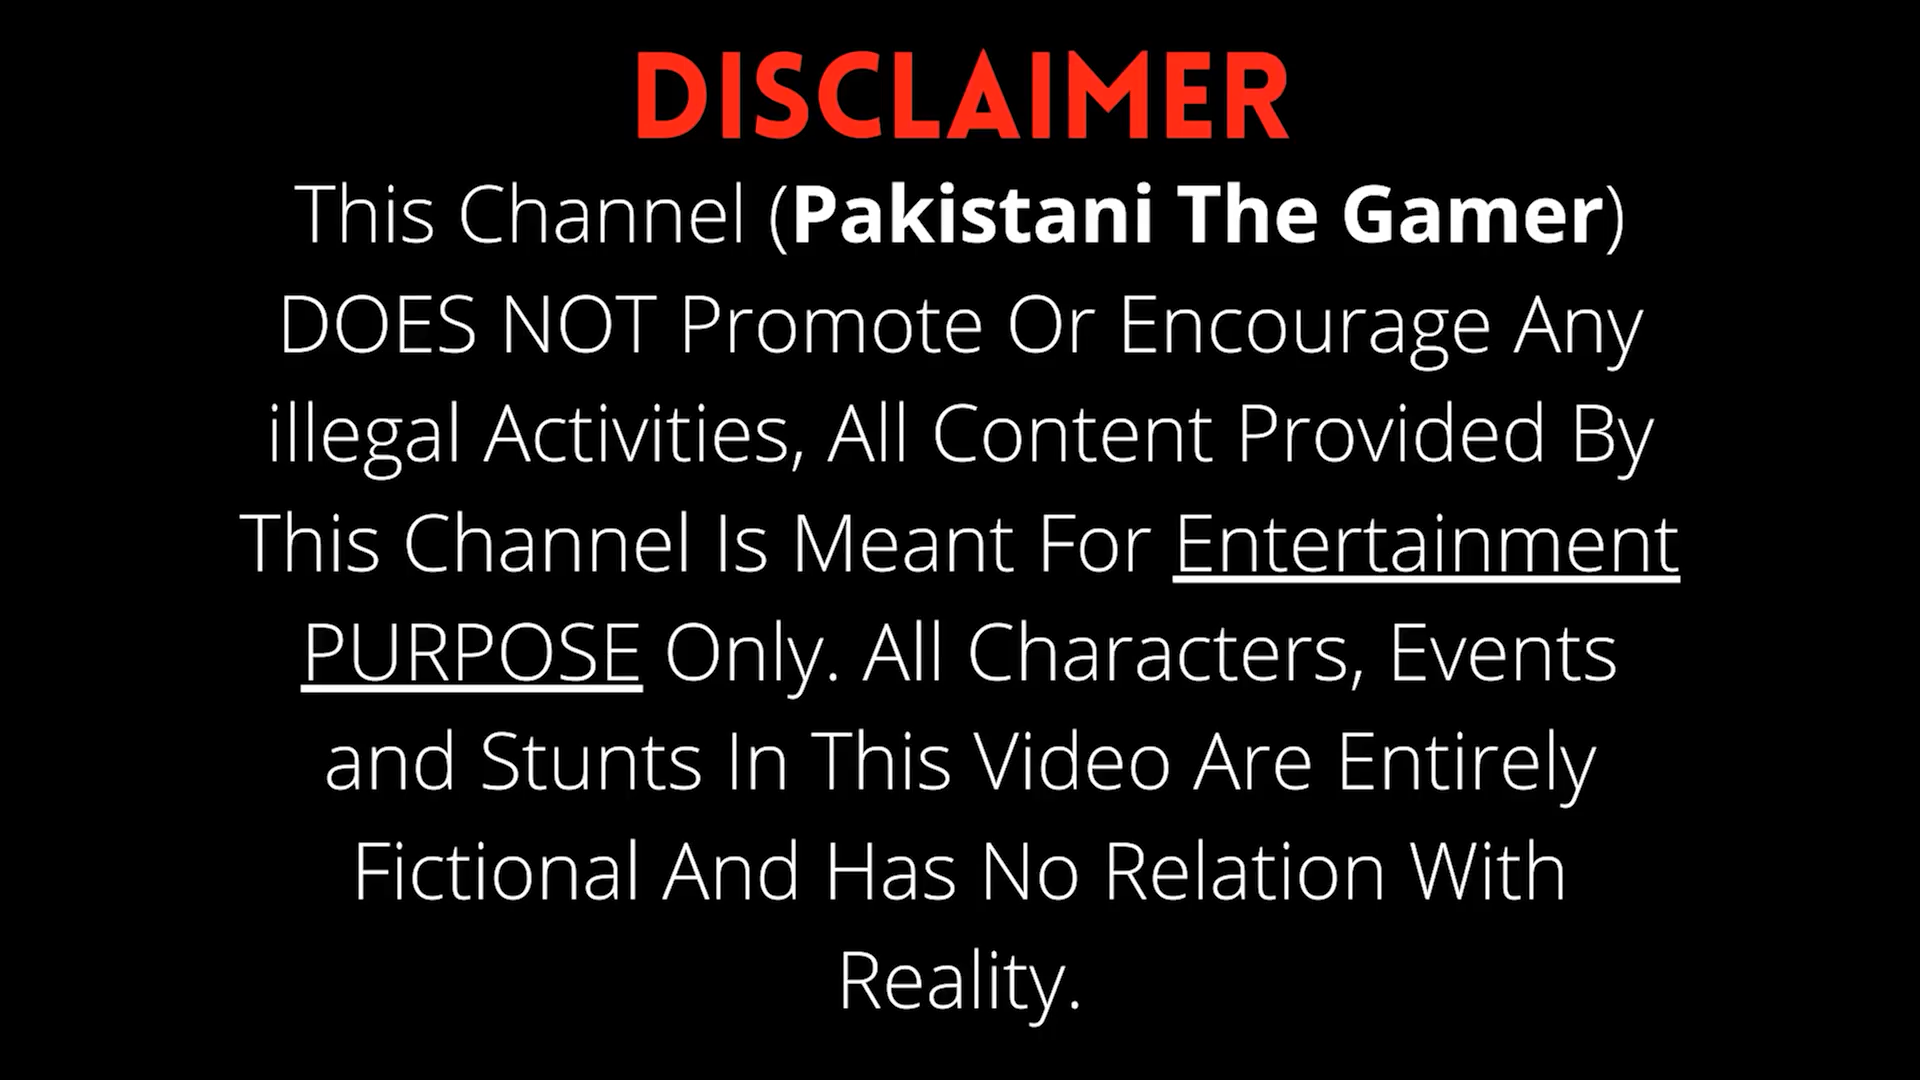 DISCLAIMER
This Channel (Pakistani The Gamer)
DOES NOT Promote Or Encourage Any
illegal Activities, All Content Provided By
This Channel Is Meant For Entertainment
PURPOSE Only. All Characters, Events
and Stunts In This Video Are Entirely
Fictional And Has No Relation With
Reality.